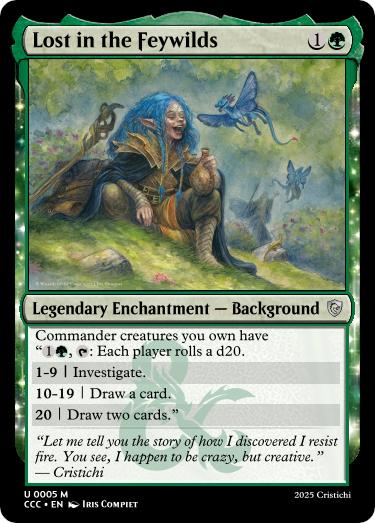 Lost in the Feywilds 1
Legendary Enchantment — Background
Commander creatures you own have
“1, : Each player rolls a d20.
1-9 | Investigate.
10-19 | Draw a card.
20 | Draw two cards.”
“Let me tell you the story of how I discovered I resist
fire. You see, I happen to be crazy, but creative.”
— Cristichi
U 0005 M
CCC • EN Iris Compiet
2025 Cristichi